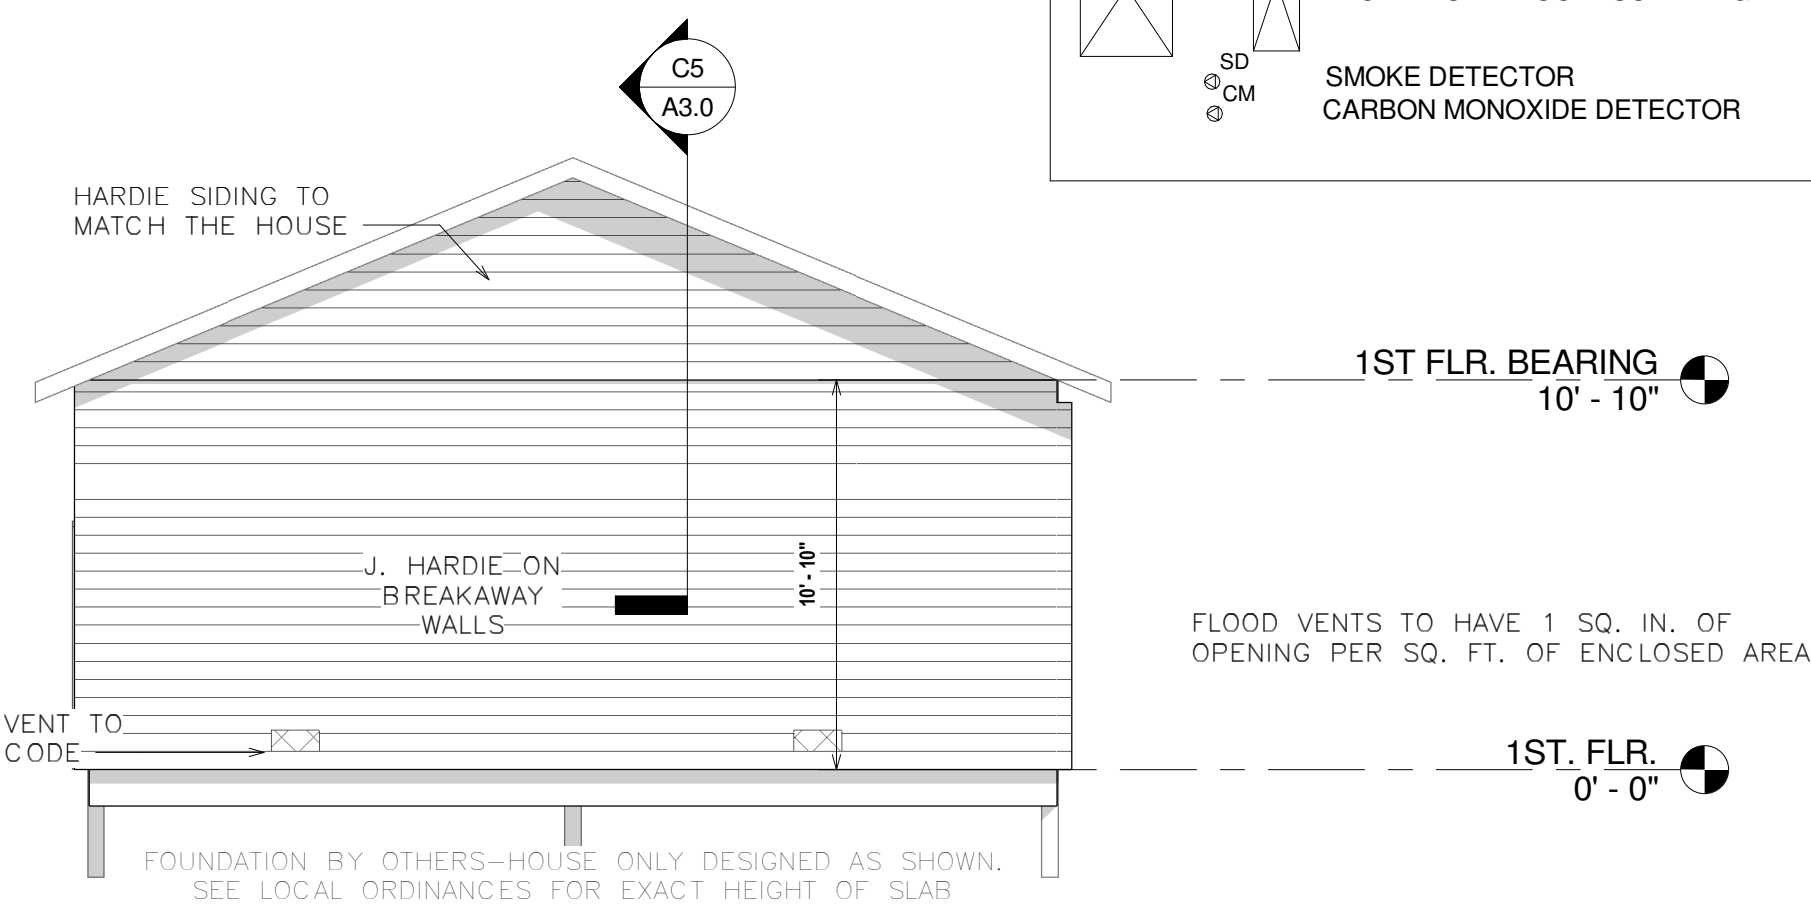 C5
A3.0
SD
SMOKE DETECTOR
CM
CARBON MONOXIDE DETECTOR
HARDIE SIDING TO
MATCH THE HOUSE
1ST FLR. BEARING
10' - 10"
J. HARDIE ON
BREAKAWAY
WALLS
10' - 10"
FLOOD VENTS TO HAVE 1 SQ. IN. OF
OPENING PER SQ. FT. OF ENCLOSED AREA
VENT TO
CODE
1ST. FLR.
0' - 0"
FOUNDATION BY OTHERS-HOUSE ONLY DESIGNED AS SHOWN.
SEE LOCAL ORDINANCES FOR EXACT HEIGHT OF SLAB